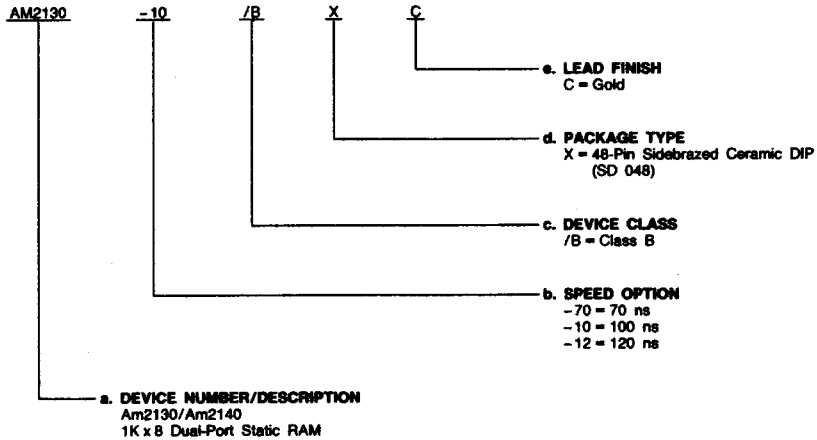 AM2130 -10 /B X C
e. LEAD FINISH
C = Gold
d. PACKAGE TYPE
X = 48-Pin Sidebrazed Ceramic DIP
(SD 048)
c. DEVICE CLASS
/B = Class B
b. SPEED OPTION
-70 = 70 ns
-10 = 100 ns
-12 = 120 ns
a. DEVICE NUMBER/DESCRIPTION
Am2130/Am2140
1K x 8 Dual-Port Static RAM